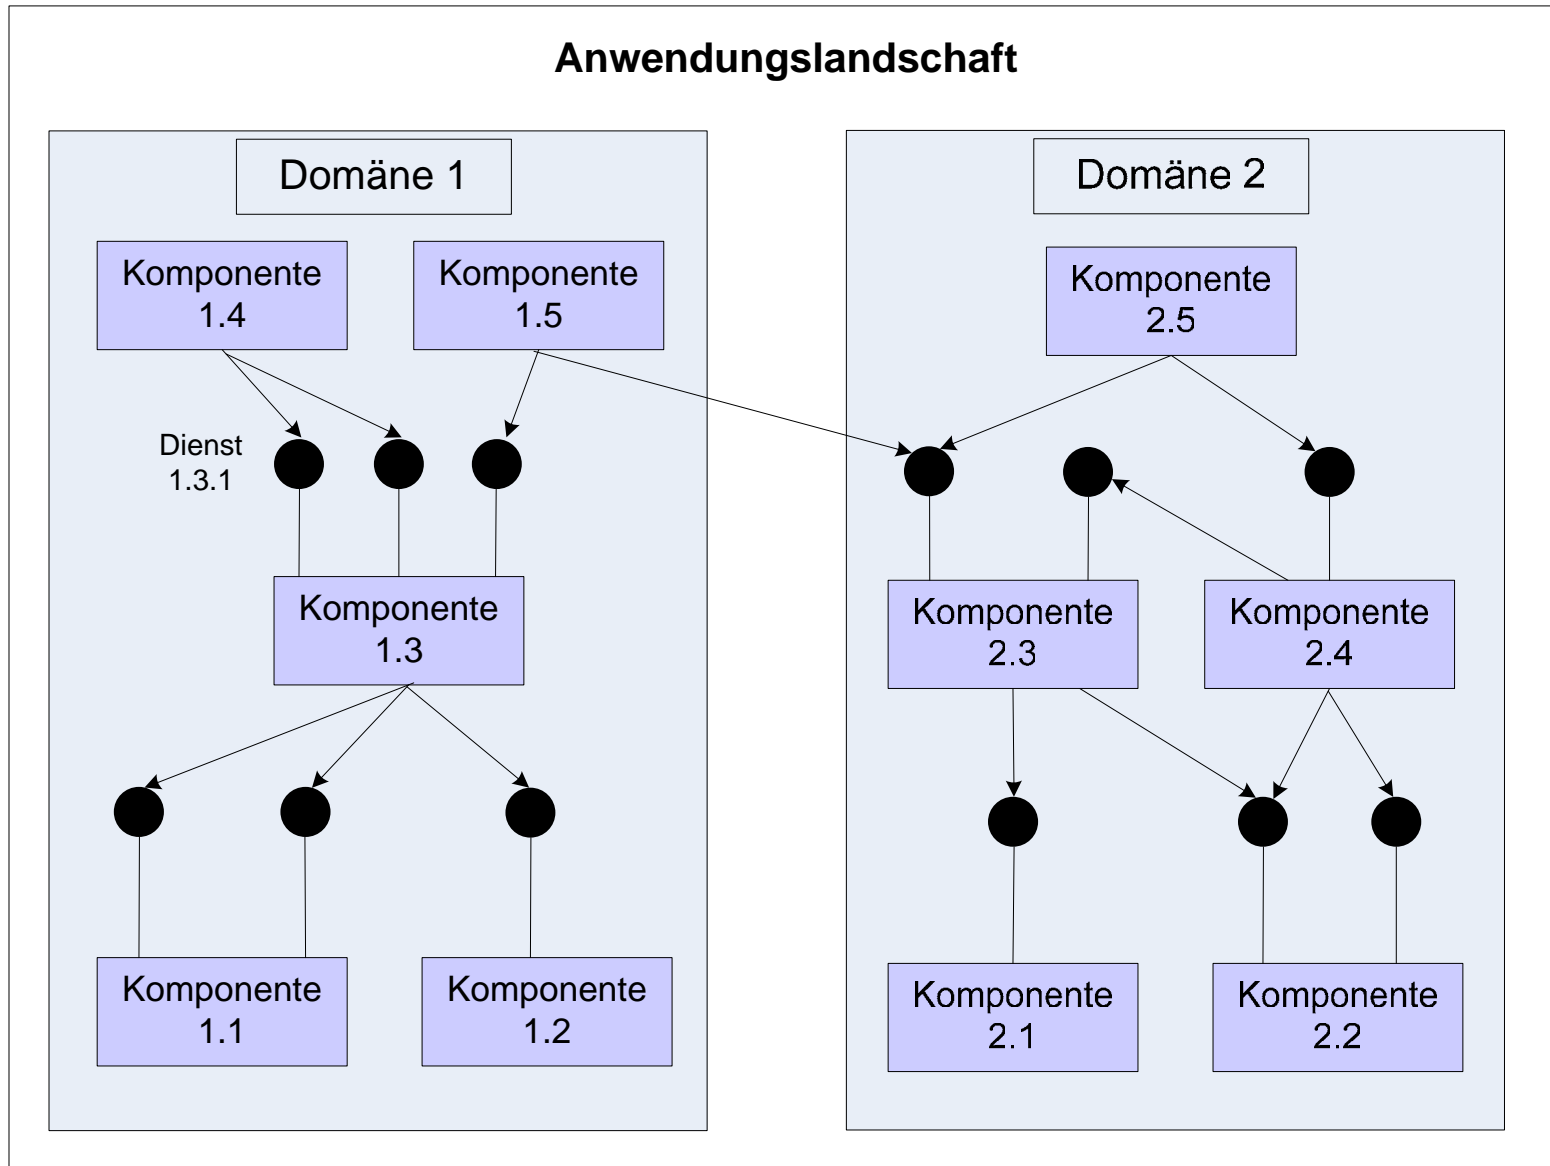 Anwendungslandschaft
Domäne 1
Domäne 2
Komponente
1.4
Komponente
1.5
Komponente
2.5
Dienst
1.3.1
Komponente
1.3
Komponente
2.3
Komponente
2.4
Komponente
1.1
Komponente
1.2
Komponente
2.1
Komponente
2.2